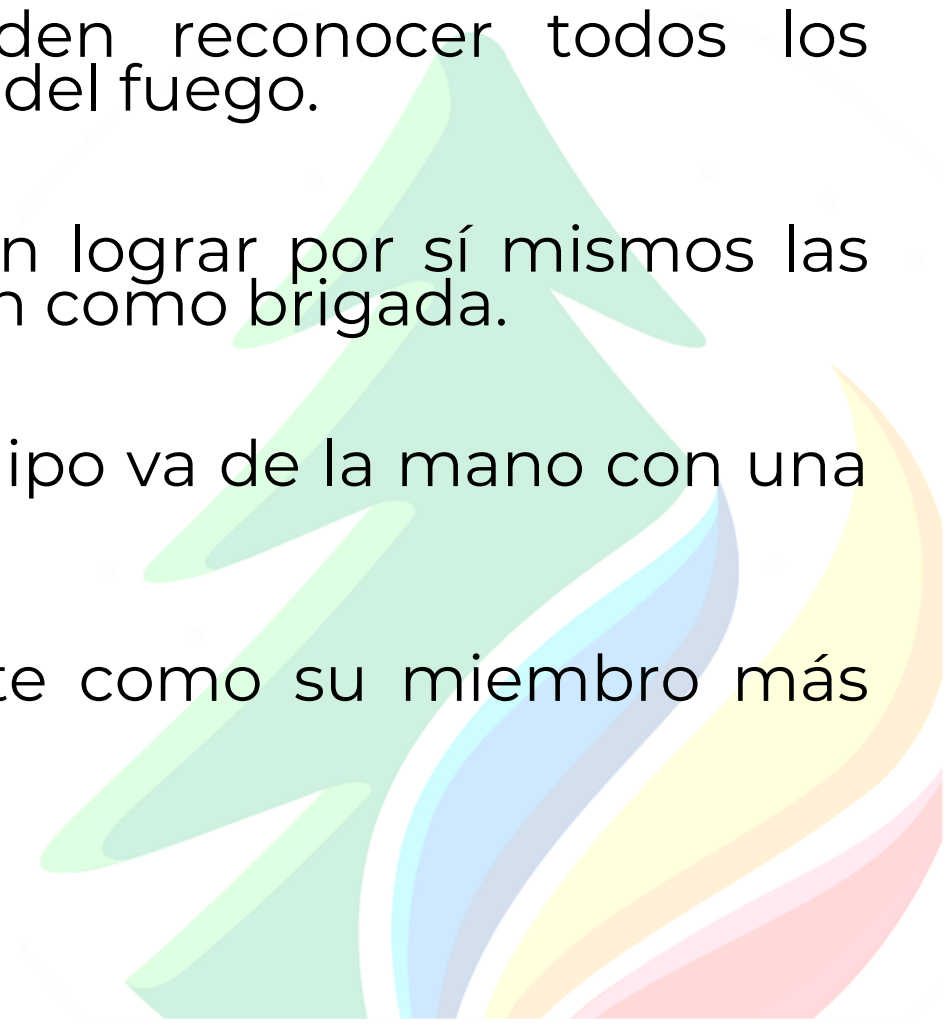 den reconocer todos los
del fuego.
n lograr por sí mismos las
n como brigada.
ipo va de la mano con una
te como su miembro más